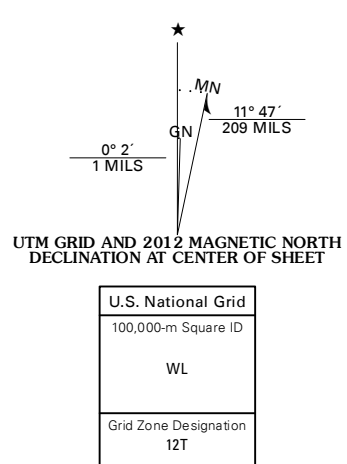 ★
MN
GN
11° 47´
209 MILS
0° 2´
1 MILS
UTM GRID AND 2012 MAGNETIC NORTH
DECLINATION AT CENTER OF SHEET
U.S. National Grid
100,000-m Square ID
WL
Grid Zone Designation
12T